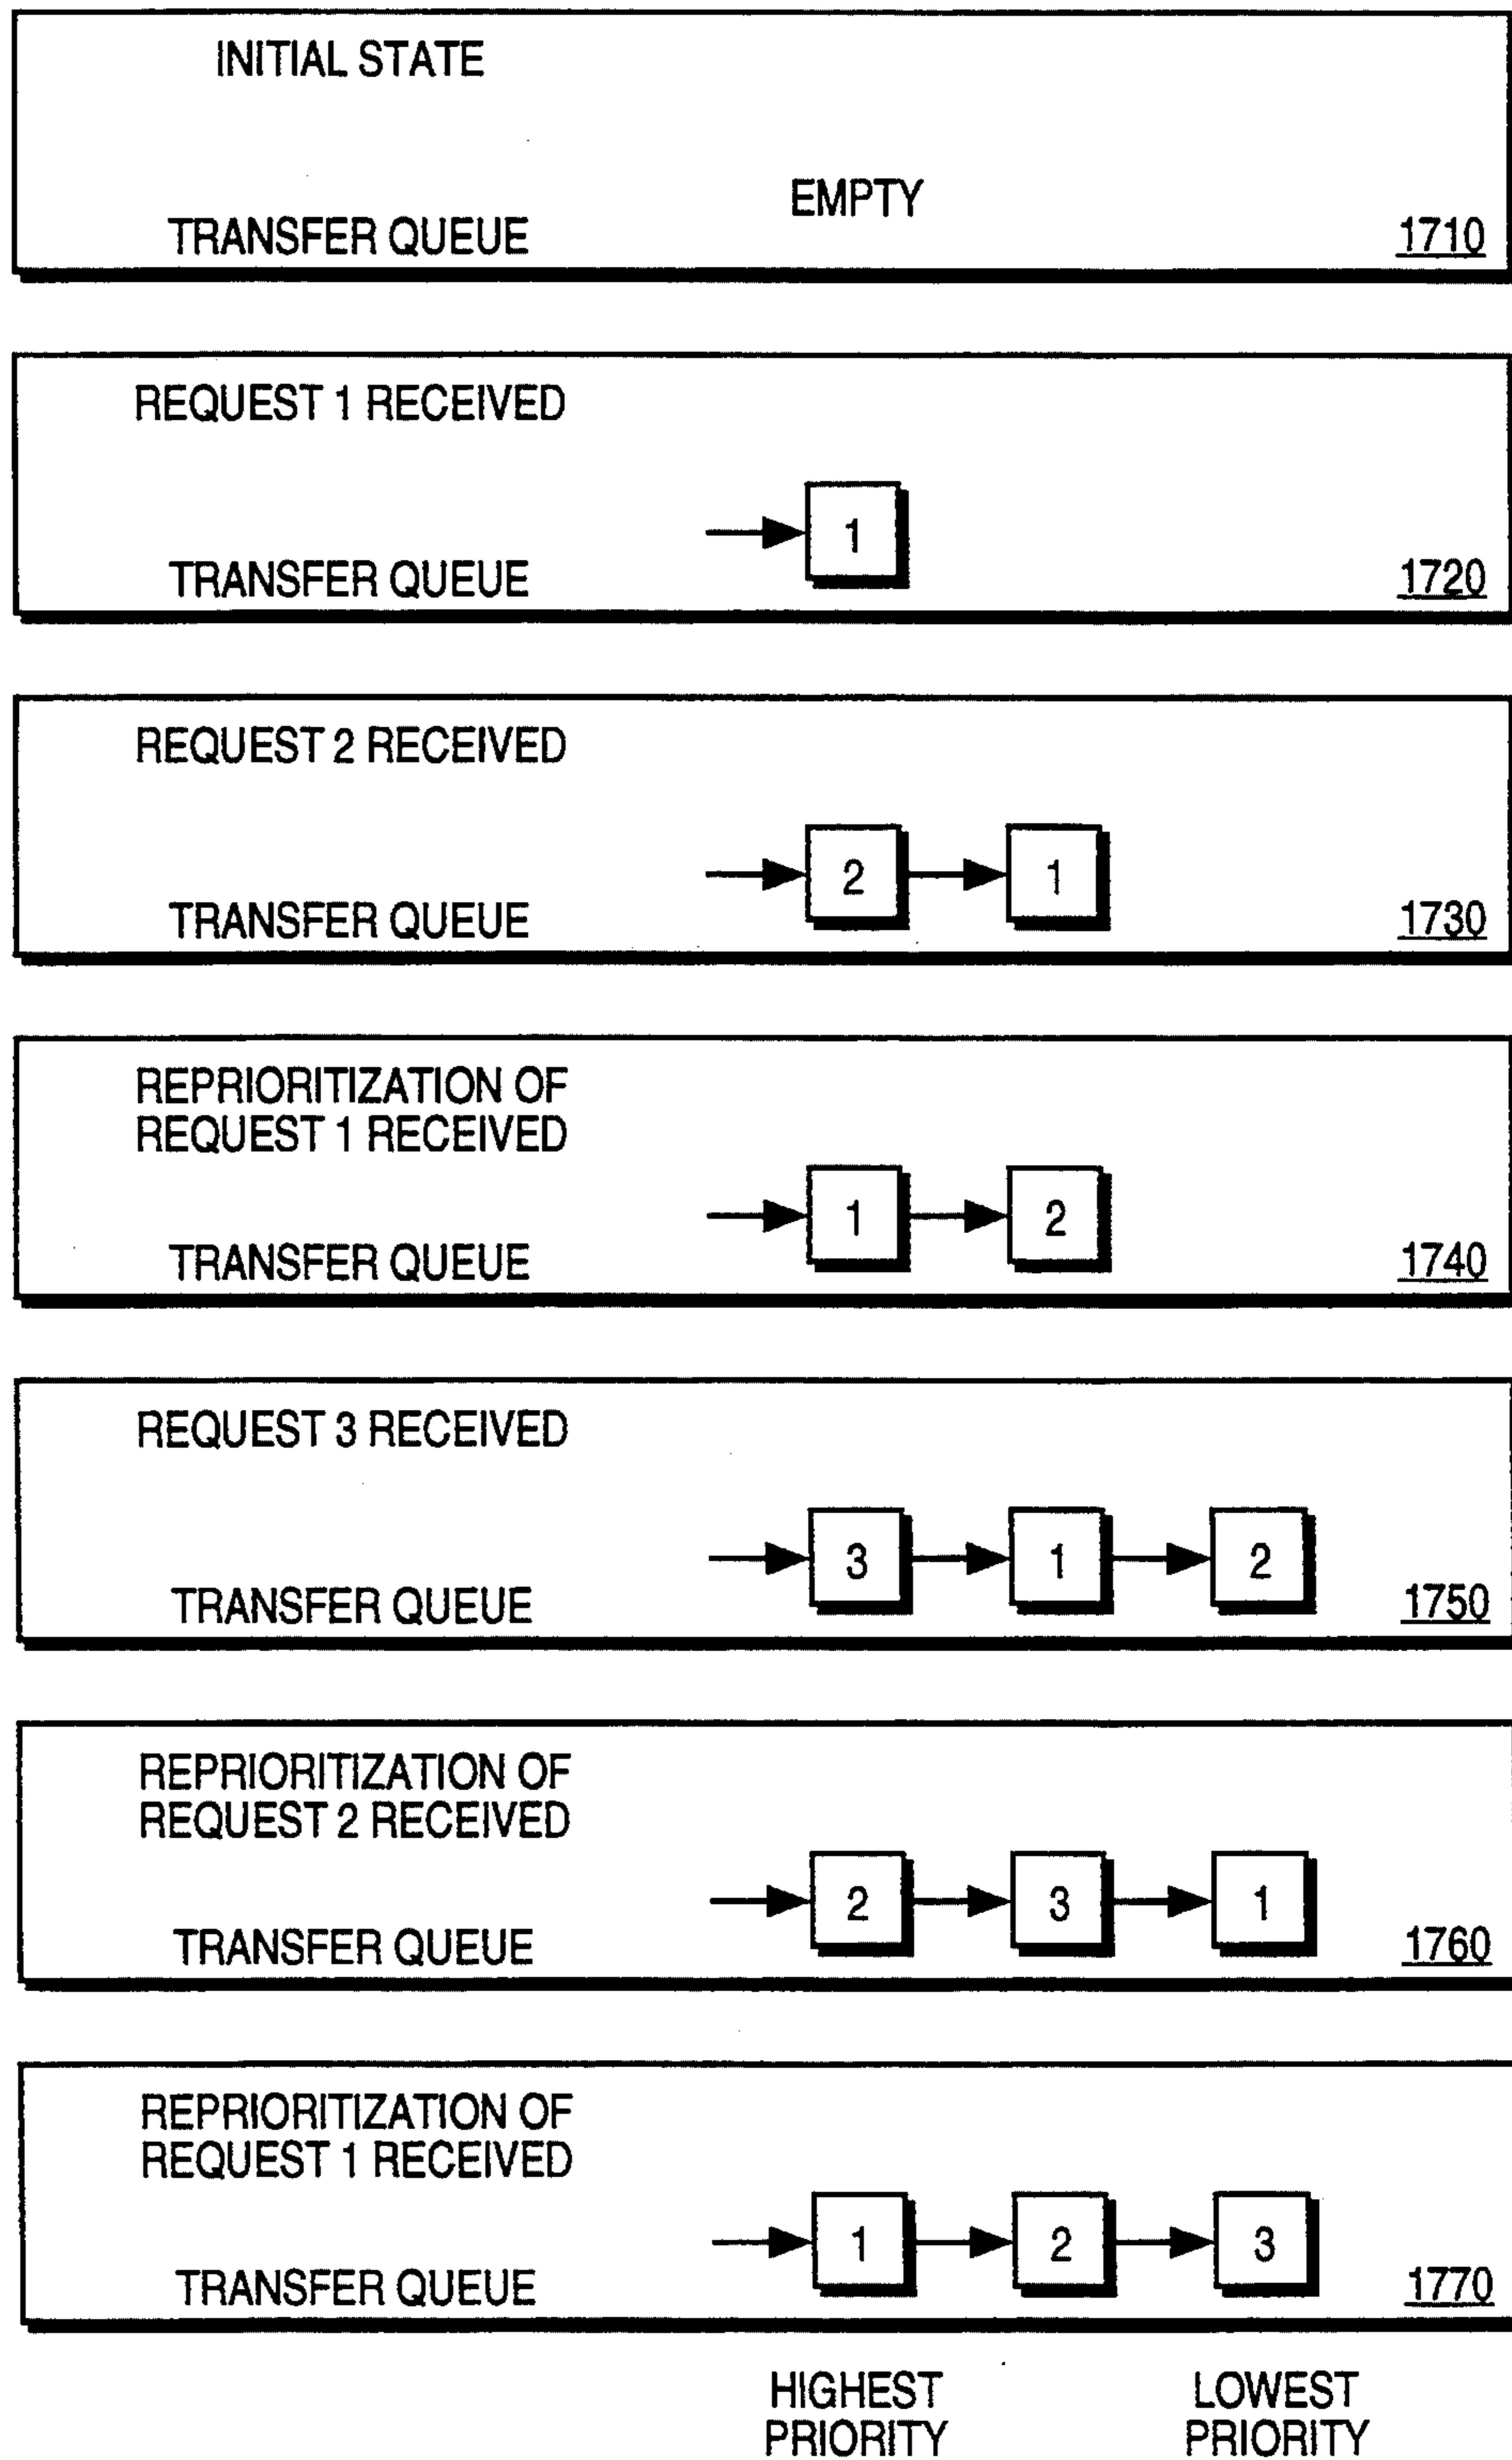 INITIAL STATE
EMPTY
TRANSFER QUEUE 1710
REQUEST 1 RECEIVED
1
TRANSFER QUEUE 1720
REQUEST 2 RECEIVED
2 1
TRANSFER QUEUE 1730
REPRIORITIZATION OF
REQUEST 1 RECEIVED
1 2
TRANSFER QUEUE 1740
REQUEST 3 RECEIVED
3 1 2
TRANSFER QUEUE 1750
REPRIORITIZATION OF
REQUEST 2 RECEIVED
2 3 1
TRANSFER QUEUE 1760
REPRIORITIZATION OF
REQUEST 1 RECEIVED
1 2 3
TRANSFER QUEUE 1770
HIGHEST LOWEST
PRIORITY PRIORITY